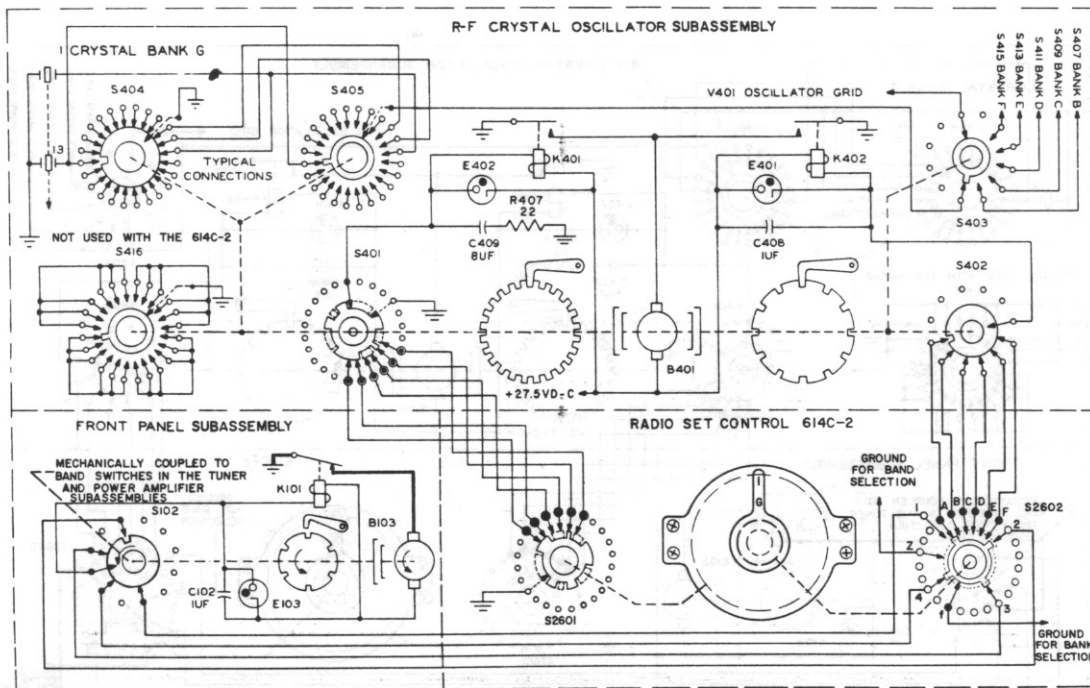 R-F CRYSTAL OSCILLATOR SUBASSEMBLY
1 CRYSTAL BANK G
S404
S405
13
TYPICAL
CONNECTIONS
V401 OSCILLATOR GRID
S415 BANK F
S413 BANK E
S411 BANK D
S409 BANK C
S407 BANK B
K401
E402
R407
22
C409
8UF
E401
K402
C408
1UF
S403
NOT USED WITH THE 614C-2
S416
S401
S402
B401
+27.5VD-C
FRONT PANEL SUBASSEMBLY
RADIO SET CONTROL 614C-2
MECHANICALLY COUPLED TO
BAND SWITCHES IN THE TUNER
AND POWER AMPLIFIER
SUBASSEMBLIES
S102
K101
B103
C102
1UF
E103
S2601
1
G
GROUND
FOR BAND
SELECTION
S2602
1
A
B
C
D
E
F
2
Z
4
3
f
GROUND
FOR BANK
SELECTION